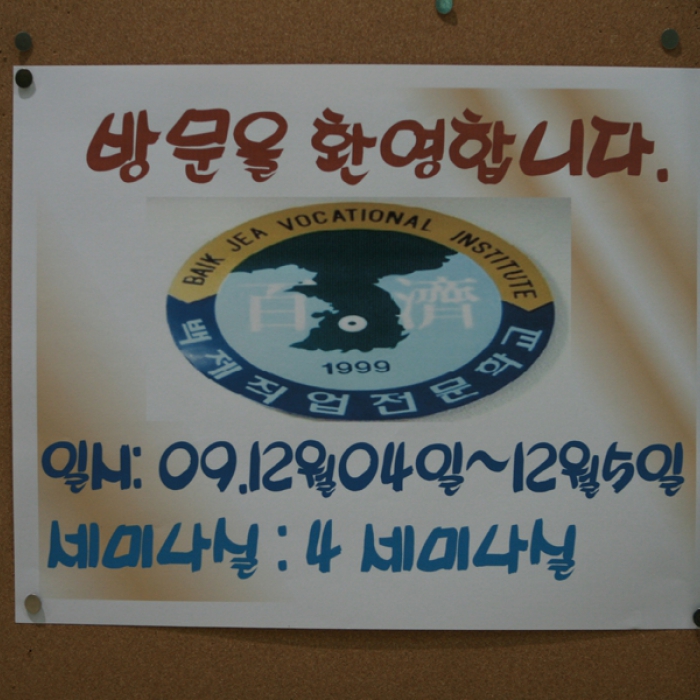 방문을 환영합니다.
BAIK JEA VOCATIONAL INSTITUTE
百濟
1999
백제직업전문학교
일시: 09.12월04일~12월5일
세미나실 : 4 세미나실